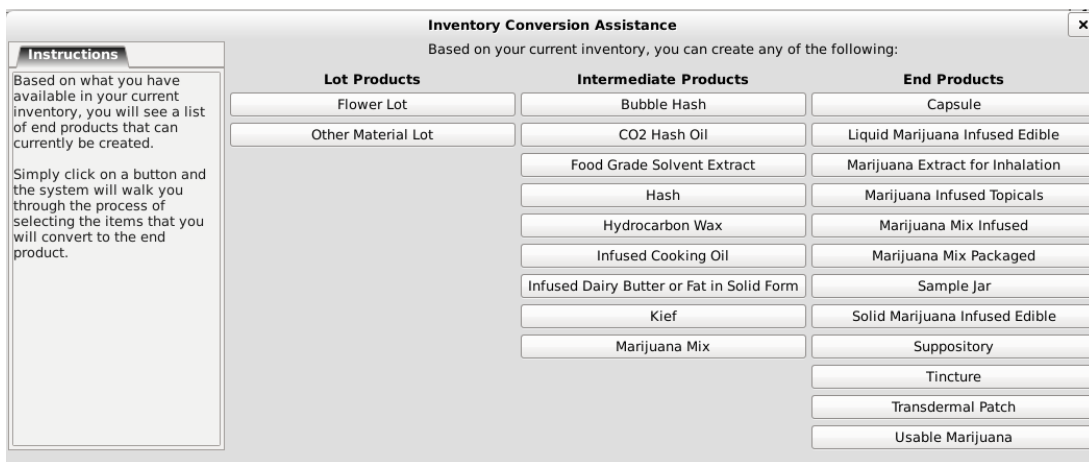 Inventory Conversion Assistance
x
Instructions
Based on what you have
available in your current
inventory, you will see a list
of end products that can
currently be created.
Simply click on a button and
the system will walk you
through the process of
selecting the items that you
will convert to the end
product.
Based on your current inventory, you can create any of the following:
Lot Products
Flower Lot
Other Material Lot
Intermediate Products
Bubble Hash
CO2 Hash Oil
Food Grade Solvent Extract
Hash
Hydrocarbon Wax
Infused Cooking Oil
Infused Dairy Butter or Fat in Solid Form
Kief
Marijuana Mix
End Products
Capsule
Liquid Marijuana Infused Edible
Marijuana Extract for Inhalation
Marijuana Infused Topicals
Marijuana Mix Infused
Marijuana Mix Packaged
Sample Jar
Solid Marijuana Infused Edible
Suppository
Tincture
Transdermal Patch
Usable Marijuana